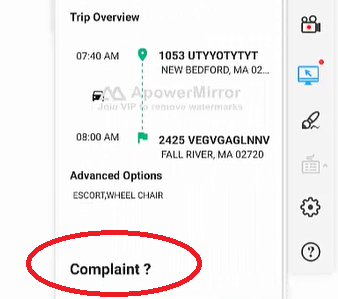 Trip Overview
07:40 AM
1053 UTYYOTYTYT
NEW BEDFORD, MA 02...
ApowerMirror
Join VIP to remove watermarks
08:00 AM
2425 VEGVGAGLNNV
FALL RIVER, MA 02720
Advanced Options
ESCORT,WHEEL CHAIR
Complaint ?